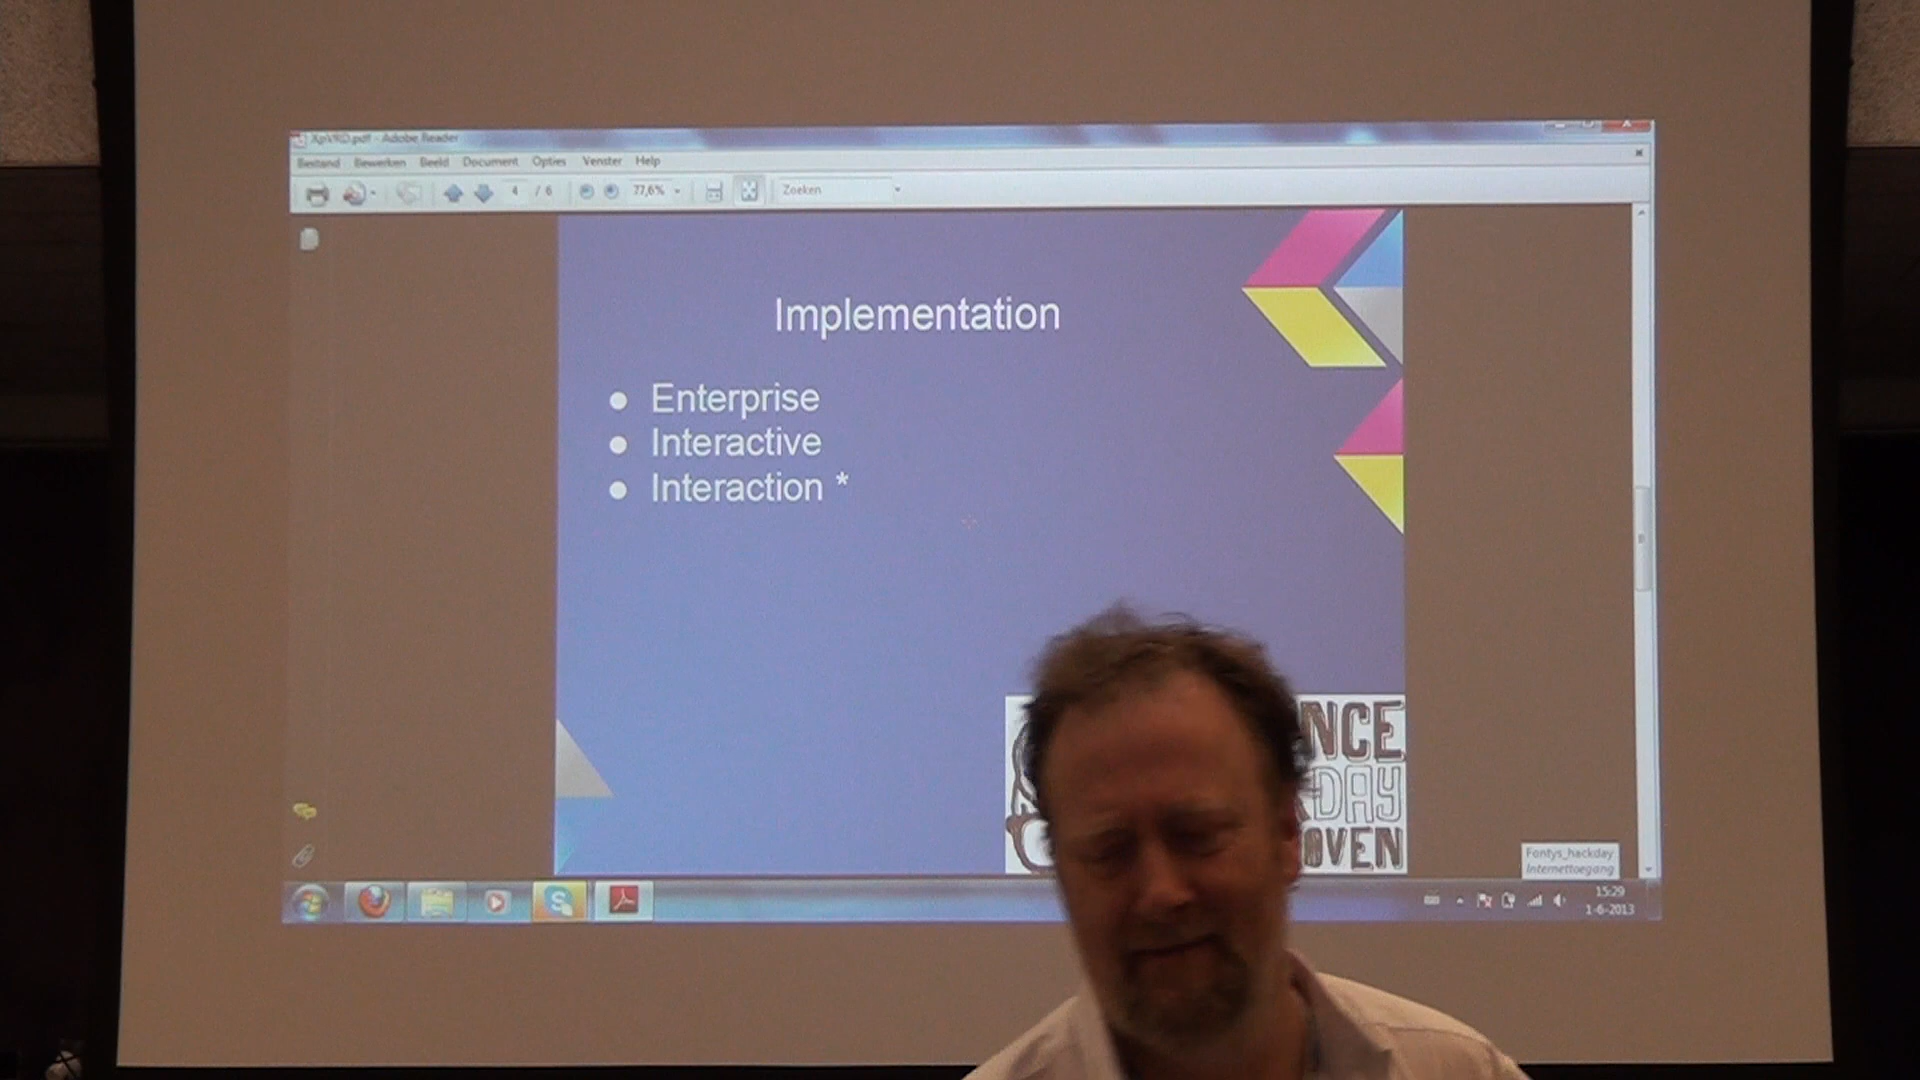 XpVRD.pdf - Adobe Reader
Bestand Bewerken Beeld Document Opties Venster Help
4 / 6 77,6% Zoeken
Implementation
● Enterprise
● Interactive
● Interaction *
NCE
DAY
OVEN
Fontys_hackday
Internettoegang
15:29
1-6-2013